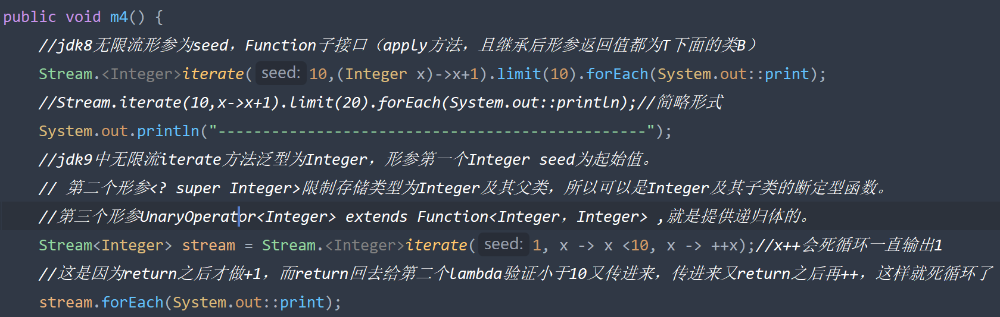 public void m4() {
//jdk8无限流形参为seed，Function子接口（apply方法，且继承后形参返回值都为T下面的类B）
Stream.<Integer>iterate( seed: 10,(Integer x)->x+1).limit(10).forEach(System.out::print);
//Stream.iterate(10,x->x+1).limit(20).forEach(System.out::println);//简略形式
System.out.println("------------------------------------------------");
//jdk9中无限流iterate方法泛型为Integer，形参第一个Integer seed为起始值。
// 第二个形参<? super Integer>限制存储类型为Integer及其父类，所以可以是Integer及其子类的断定型函数。
//第三个形参UnaryOperator<Integer> extends Function<Integer，Integer> ,就是提供递归体的。
Stream<Integer> stream = Stream.<Integer>iterate( seed: 1, x -> x <10, x -> ++x);//x++会死循环一直输出1
//这是因为return之后才做+1，而return回去给第二个lambda验证小于10又传进来，传进来又return之后再++，这样就死循环了
stream.forEach(System.out::print);